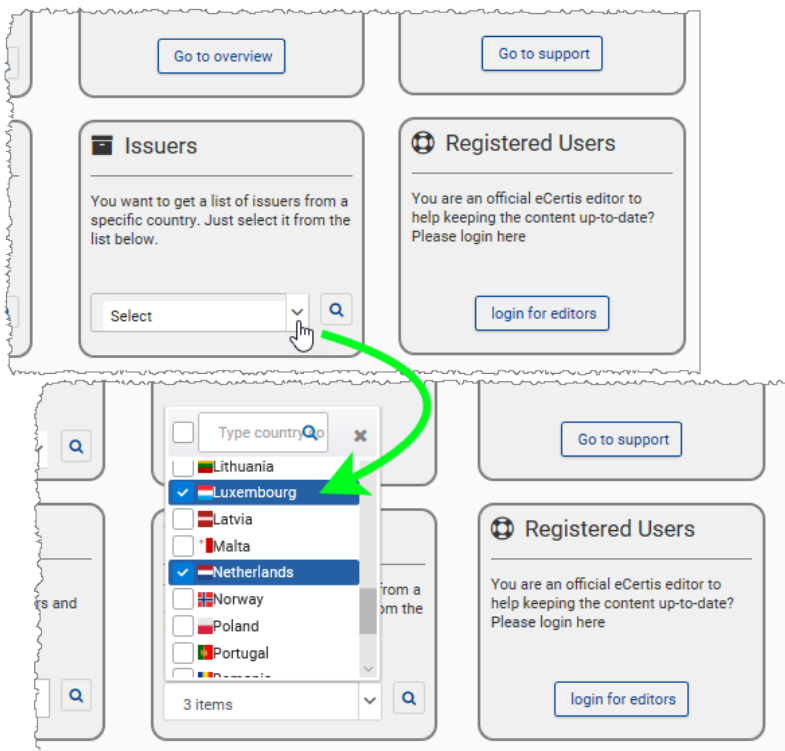 Go to overview
Go to support
Issuers
You want to get a list of issuers from a
specific country. Just select it from the
list below.
Select
Registered Users
You are an official eCertis editor to
help keeping the content up-to-date?
Please login here
login for editors
Type country
Lithuania
Luxembourg
Latvia
Malta
Netherlands
Norway
Poland
Portugal
3 items
rs and
from a
om the
Go to support
Registered Users
You are an official eCertis editor to
help keeping the content up-to-date?
Please login here
login for editors